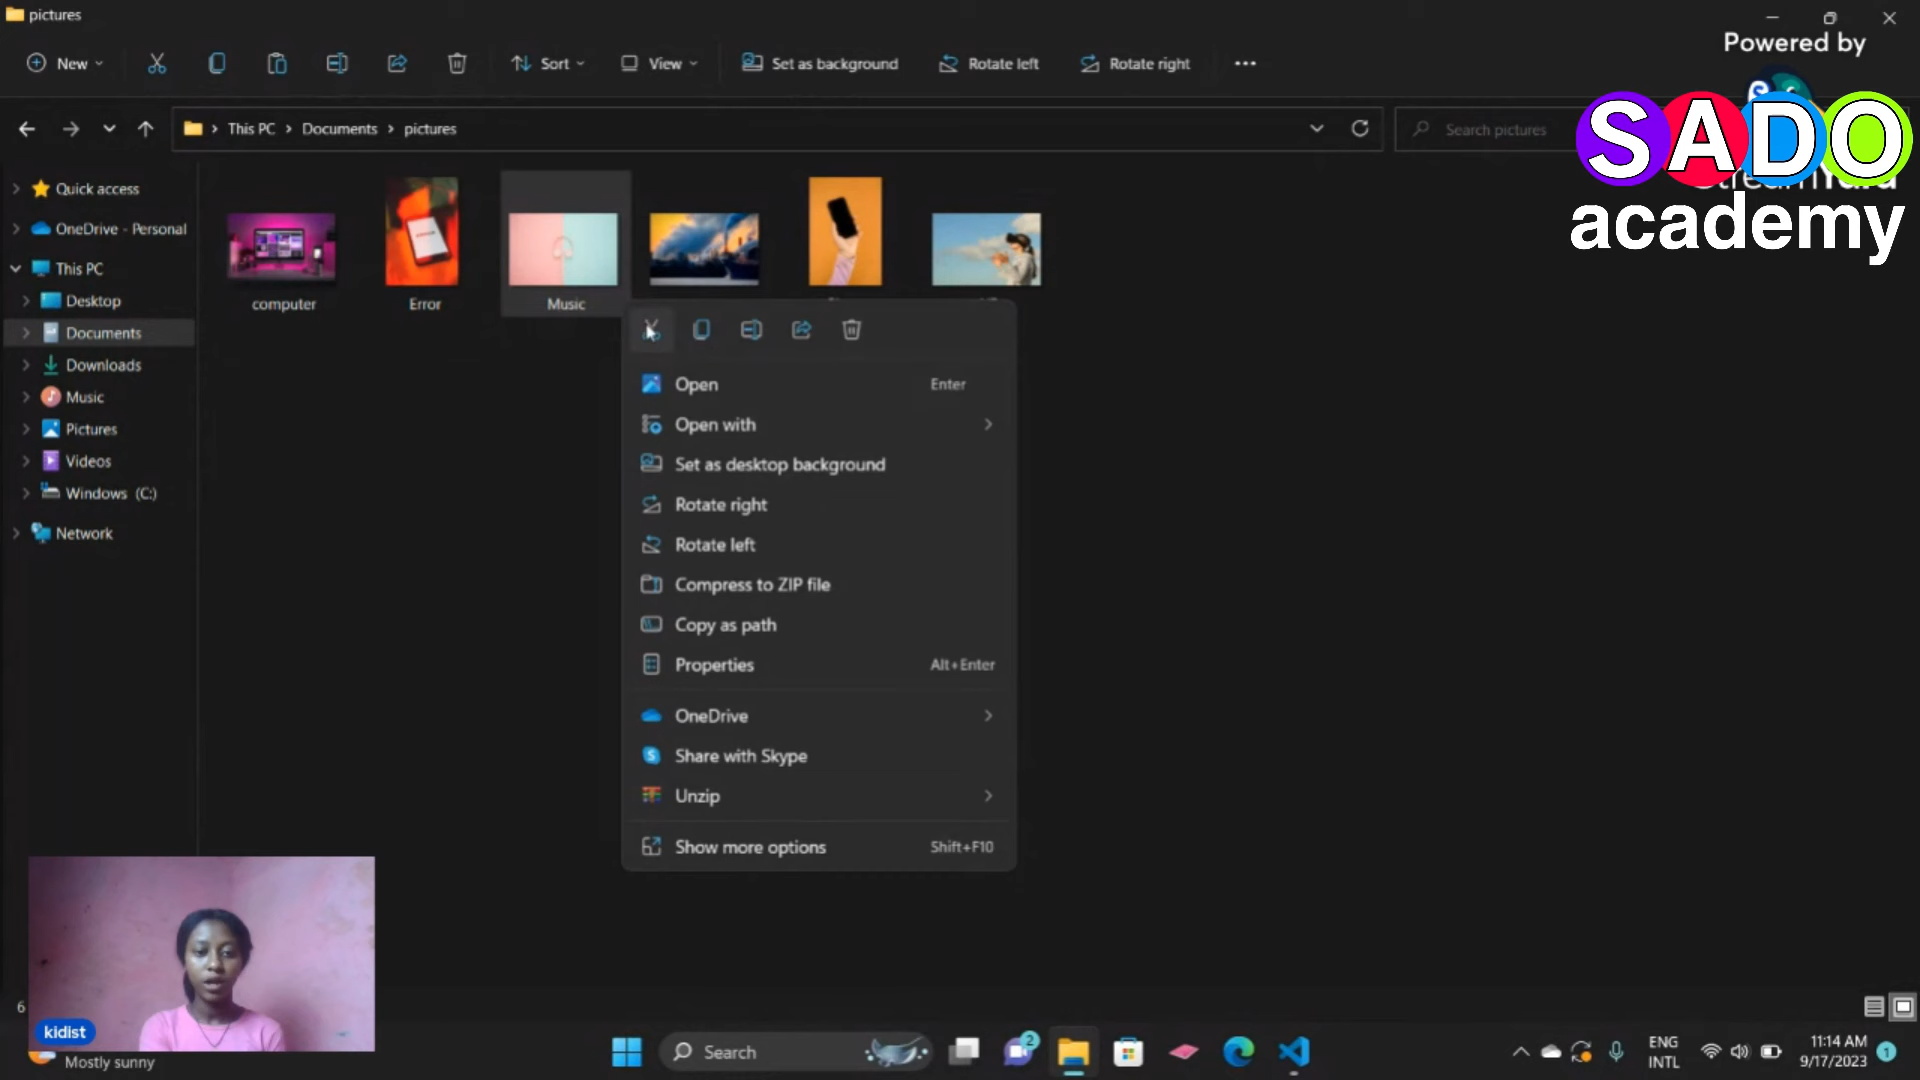 pictures
Powered by
New
Sort
View
Set as background
Rotate left
Rotate right
This PC
Documents
pictures
Search pictures
SADO
academy
Quick access
OneDrive - Personal
This PC
Desktop
Documents
Downloads
Music
Pictures
Videos
Windows (C:)
Network
computer
Error
Music
Open Enter
Open with
Set as desktop background
Rotate right
Rotate left
Compress to ZIP file
Copy as path
Properties Alt+Enter
OneDrive
Share with Skype
Unzip
Show more options Shift+F10
6
kidist
Mostly sunny
Search
2
ENG
INTL
11:14 AM
9/17/2023
1